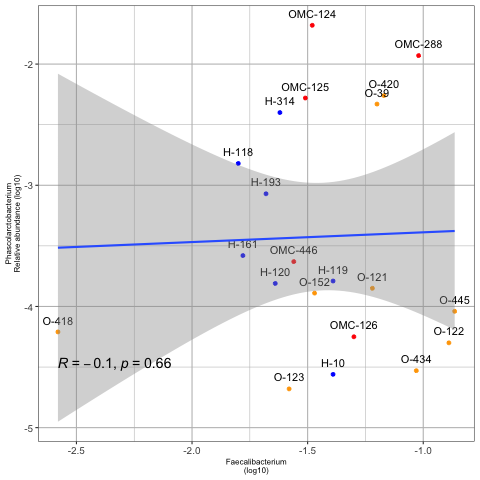 OMC-124
OMC-288
-2
O-420
OMC-125
O-39
H-314
H-118
-3
H-193
H-161
OMC-446
H-120
O-152
H-119
O-121
-4
O-445
O-418
OMC-126
O-122
R = −0.1, p = 0.66
H-10
O-434
O-123
-5
-2.5
-2.0
-1.5
-1.0
Faecalibacterium
(log10)
Phascolarctobacterium
Relative abundance (log10)